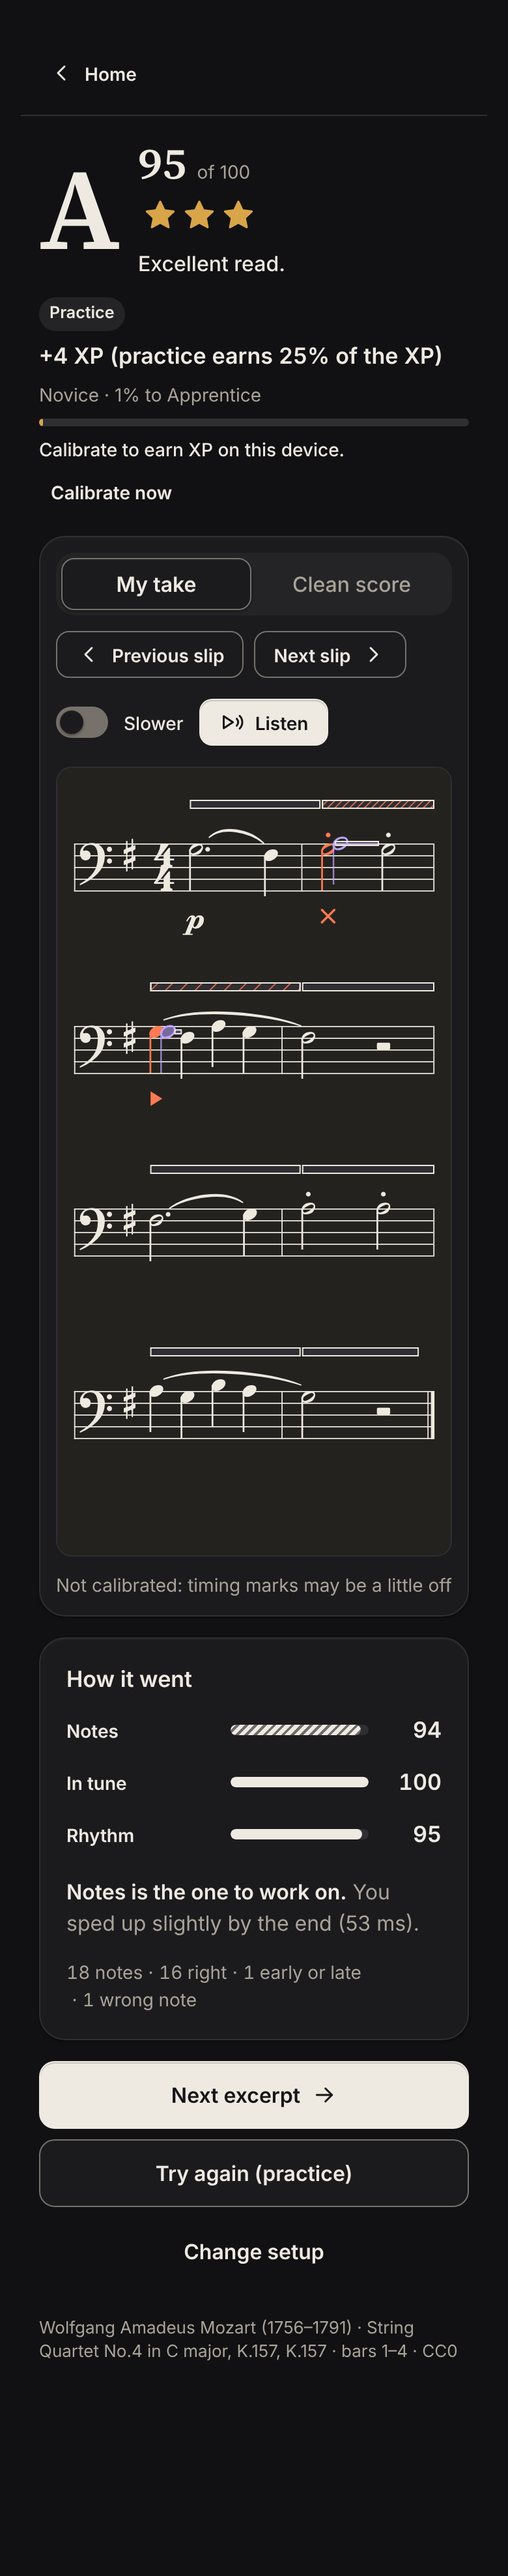 Home
A
95 of 100
Excellent read.
Practice
+4 XP (practice earns 25% of the XP)
Novice · 1% to Apprentice
Calibrate to earn XP on this device.
Calibrate now
My take
Clean score
Previous slip
Next slip
Slower
Listen
4
4
p
Not calibrated: timing marks may be a little off
How it went
Notes 94
In tune 100
Rhythm 95
Notes is the one to work on. You
sped up slightly by the end (53 ms).
18 notes · 16 right · 1 early or late
· 1 wrong note
Next excerpt
Try again (practice)
Change setup
Wolfgang Amadeus Mozart (1756–1791) · String
Quartet No.4 in C major, K.157, K.157 · bars 1–4 · CC0